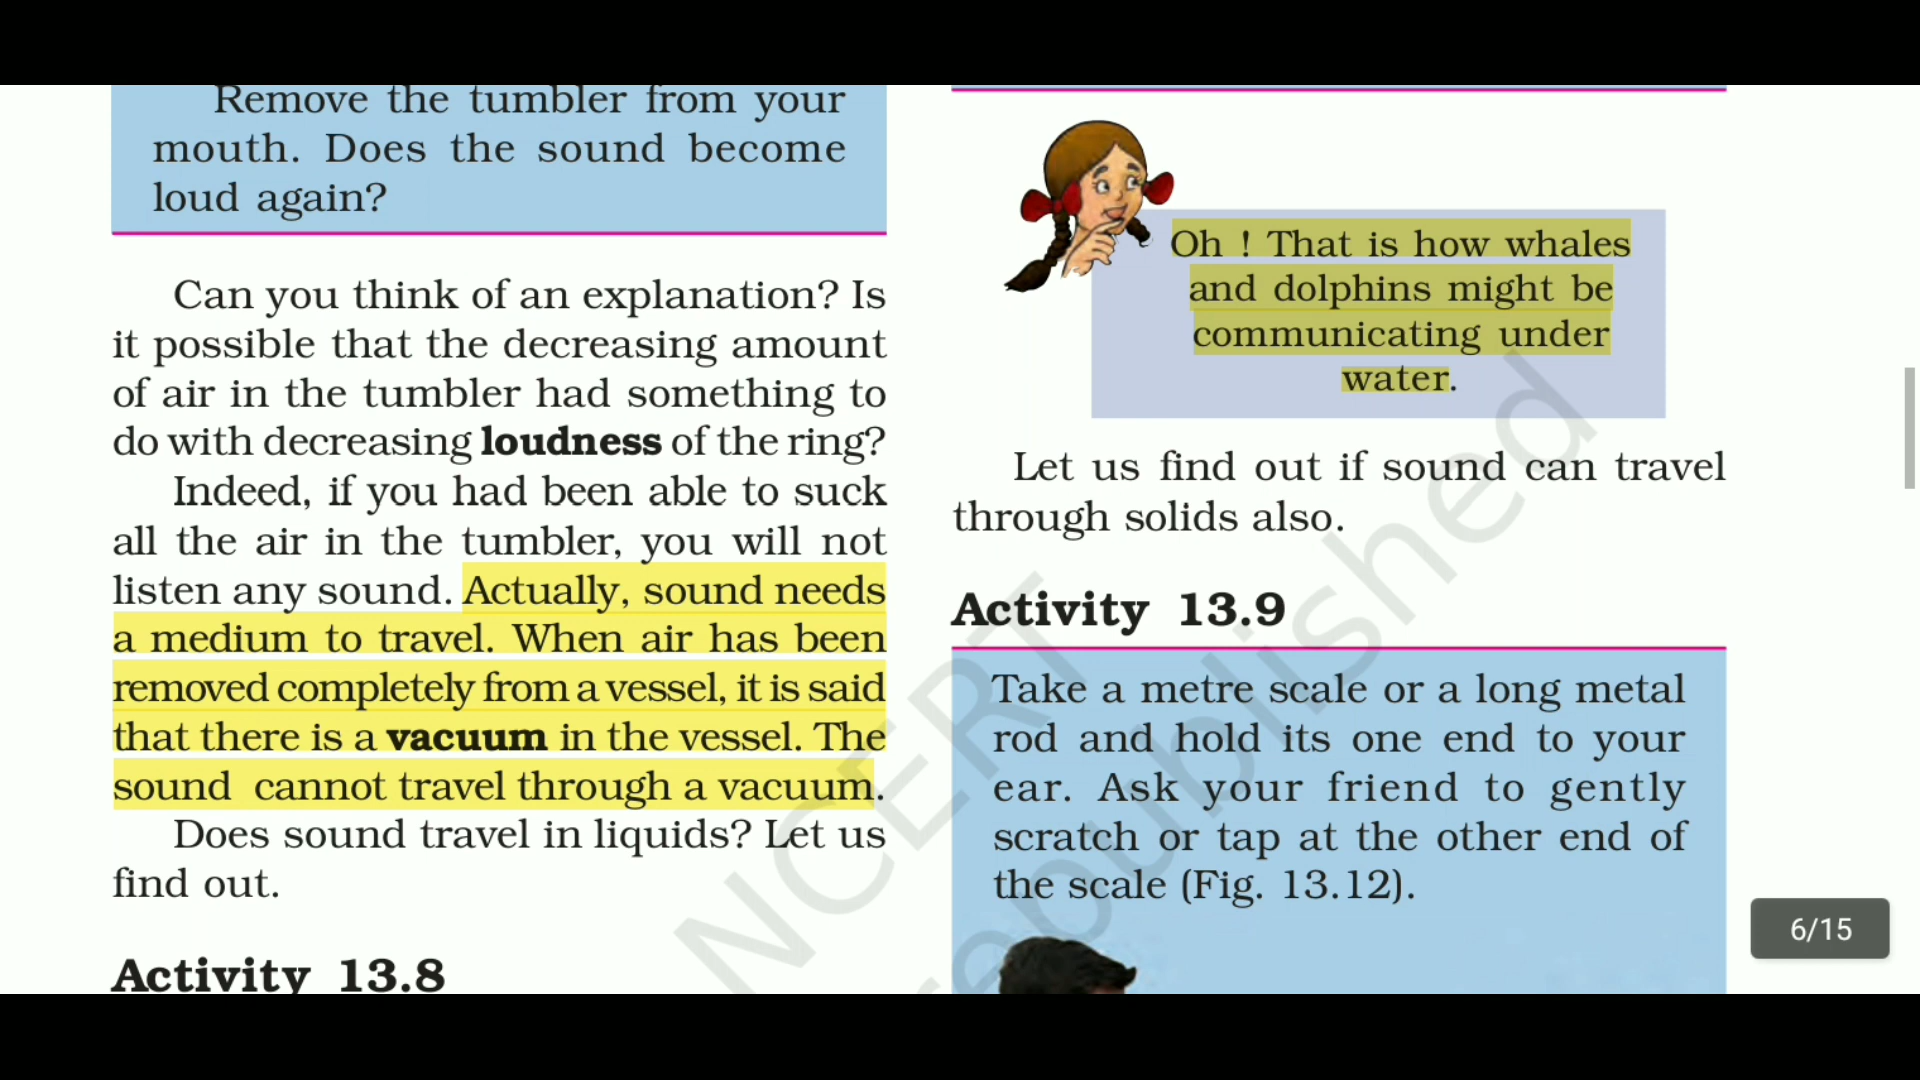 Remove the tumbler from your
mouth. Does the sound become
loud again?
Can you think of an explanation? Is
it possible that the decreasing amount
of air in the tumbler had something to
do with decreasing loudness of the ring?
Indeed, if you had been able to suck
all the air in the tumbler, you will not
listen any sound. Actually, sound needs
a medium to travel. When air has been
removed completely from a vessel, it is said
that there is a vacuum in the vessel. The
sound cannot travel through a vacuum.
Does sound travel in liquids? Let us
find out.
Activity 13.8
Oh ! That is how whales
and dolphins might be
communicating under
water.
Let us find out if sound can travel
through solids also.
Activity 13.9
Take a metre scale or a long metal
rod and hold its one end to your
ear. Ask your friend to gently
scratch or tap at the other end of
the scale (Fig. 13.12).
NCERT
republished
6/15